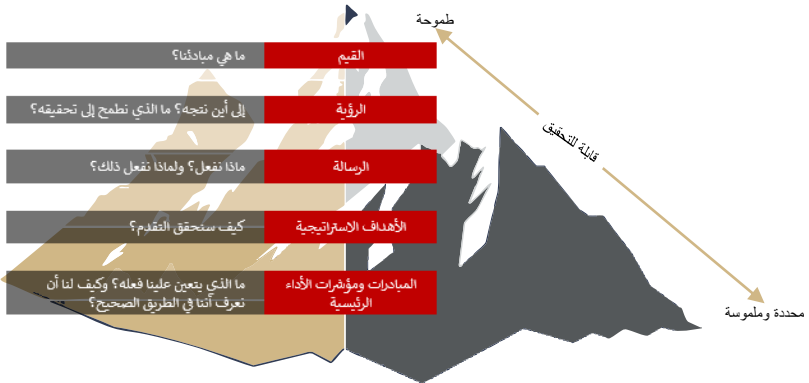 طموحة
القيم
ما هي مبادئنا؟
الرؤية
إلى أين نتجه؟ ما الذي نطمح إلى تحقيقه؟
قابلة للتحقيق
الرسالة
ماذا نفعل؟ ولماذا نفعل ذلك؟
الأهداف الاستراتيجية
كيف سنحقق التقدم؟
المبادرات ومؤشرات الأداء
الرئيسية
ما الذي يتعين علينا فعله؟ وكيف لنا أن
نعرف أننا في الطريق الصحيح؟
محددة وملموسة